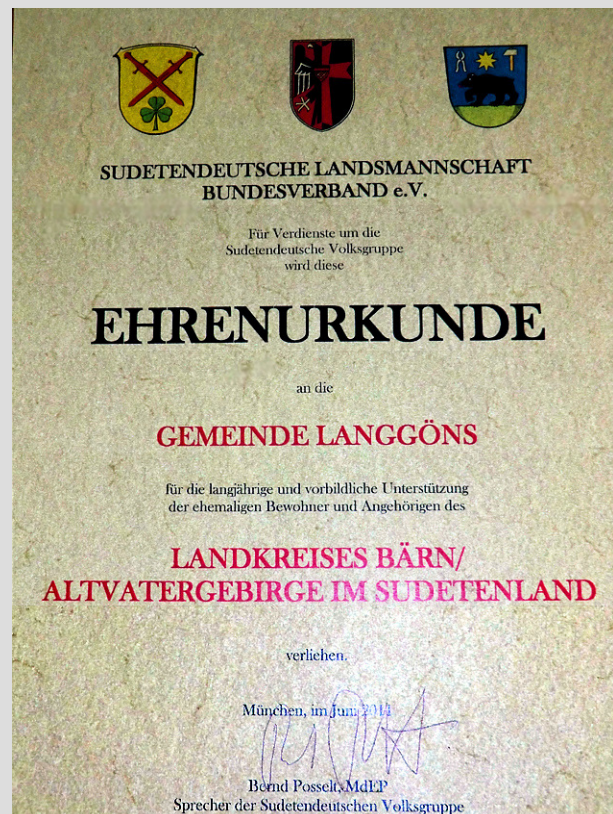 SUDETENDEUTSCHE LANDSMANNSCHAFT
BUNDESVERBAND e.V.
Für Verdienste um die
Sudetendeutsche Volksgruppe
wird diese
EHRENURKUNDE
an die
GEMEINDE LANGGÖNS
für die langjährige und vorbildliche Unterstützung
der ehemaligen Bewohner und Angehörigen des
LANDKREISES BÄRN/
ALTVATERGEBIRGE IM SUDETENLAND
verliehen.
München, im Juni
Bernd Posselt, MdEP
Sprecher der Sudetendeutschen Volksgruppe